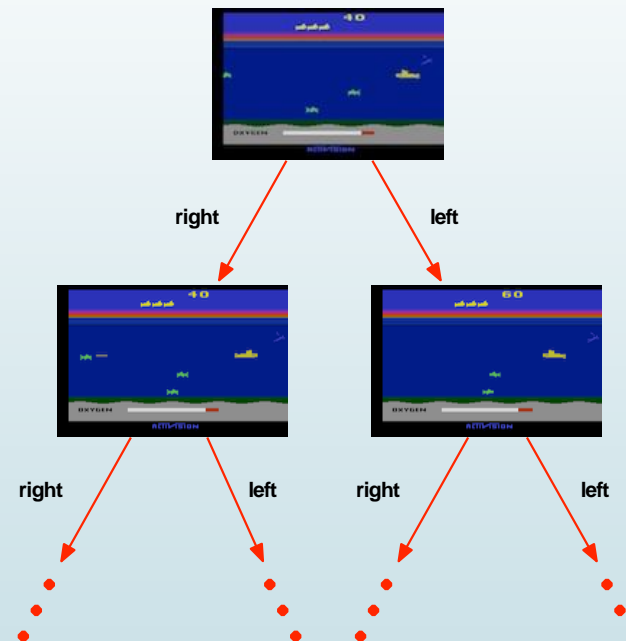 40
OXYGEN
ACTIVISION
right
left
40
60
OXYGEN
OXYGEN
ACTIVISION
ACTIVISION
right
left
right
left